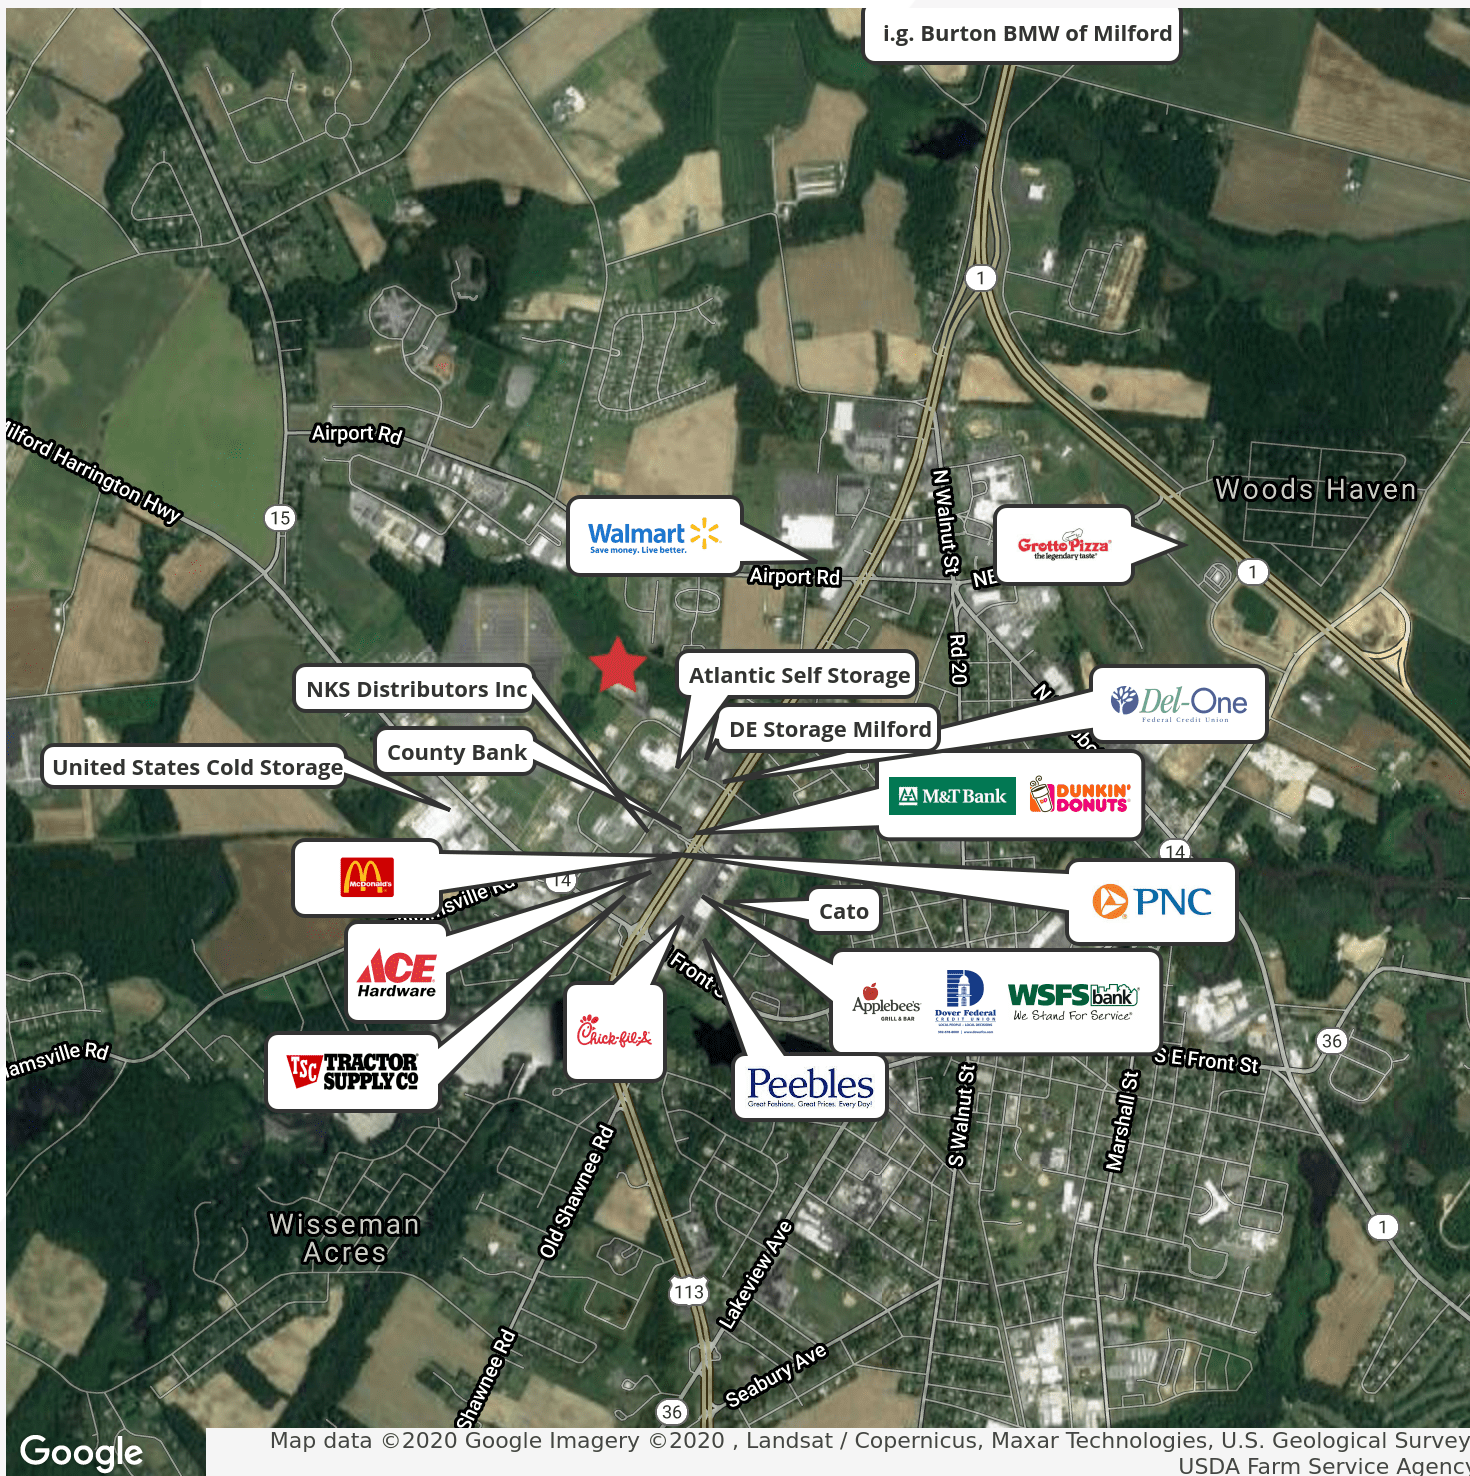 i.g. Burton BMW of Milford
1
Airport Rd
Milford Harrington Hwy
15
Woods Haven
N Walnut St
Walmart
Save money. Live better.
Grotto Pizza
the legendary taste
Airport Rd
NE
1
Rd 20
NKS Distributors Inc
Atlantic Self Storage
N
Del-One
Federal Credit Union
DE Storage Milford
County Bank
United States Cold Storage
M&T Bank
DUNKIN'
DONUTS
14
McDonald's
14
PNC
Cato
ACE
Hardware
Front S
Applebee's
GRILL & BAR
Dover Federal
CREDIT UNION
WSFS bank
We Stand For Service
Chick-fil-A
amsville Rd
36
S E Front St
TSC TRACTOR
SUPPLY CO
Peebles
Great Fashions. Great Prices. Every Day!
S Walnut St
Marshall St
Old Shawnee Rd
Wisseman
Acres
1
113
Lakeview Ave
Shawnee Rd
Seabury Ave
36
Google
Map data ©2020 Google Imagery ©2020 , Landsat / Copernicus, Maxar Technologies, U.S. Geological Survey
USDA Farm Service Agency